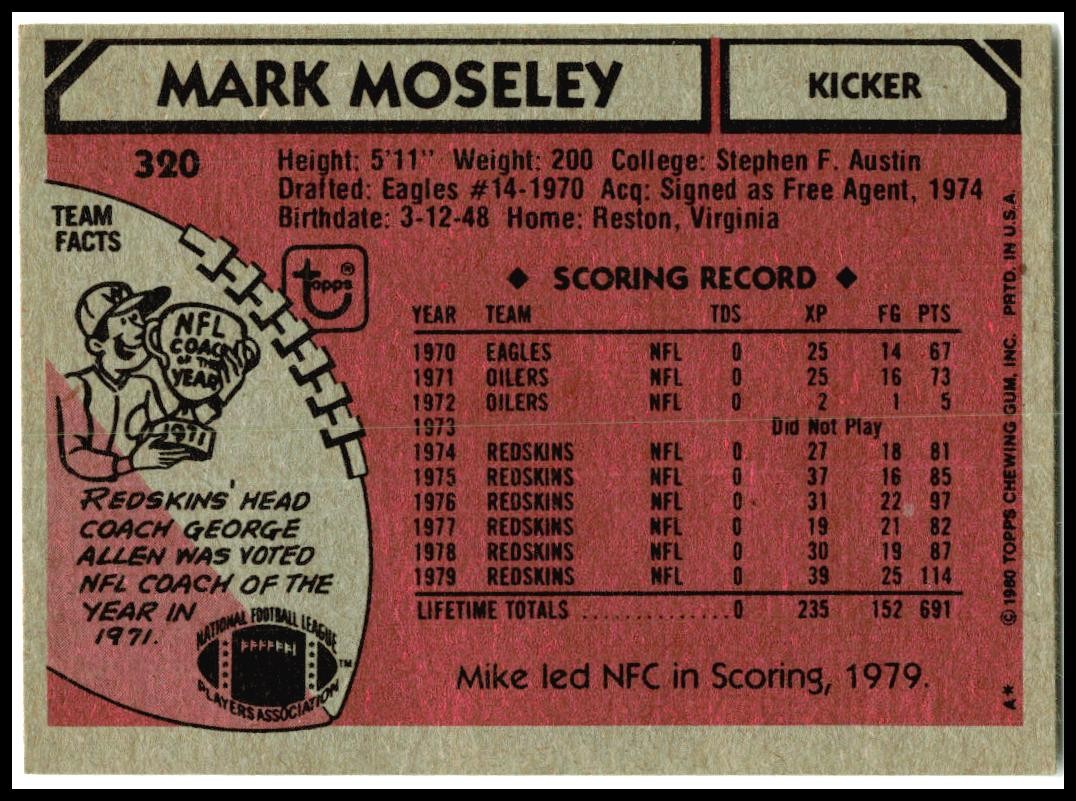 MARK MOSELEY
KICKER
320
Height: 5'11" Weight: 200 College: Stephen F. Austin
Drafted: Eagles #14-1970 Acq: Signed as Free Agent, 1974
Birthdate: 3-12-48 Home: Reston, Virginia
TEAM
FACTS
topps®
NFL
COACH
OF THE
YEAR
1971
REDSKINS' HEAD
COACH GEORGE
ALLEN WAS VOTED
NFL COACH OF THE
YEAR IN
1971.
NATIONAL FOOTBALL LEAGUE
PLAYERS ASSOCIATION
TM
◆ SCORING RECORD ◆
YEAR TEAM TDS XP FG PTS
1970 EAGLES NFL 0 25 14 67
1971 OILERS NFL 0 25 16 73
1972 OILERS NFL 0 2 1 5
1973 Did Not Play
1974 REDSKINS NFL 0 27 18 81
1975 REDSKINS NFL 0 37 16 85
1976 REDSKINS NFL 0 31 22 97
1977 REDSKINS NFL 0 19 21 82
1978 REDSKINS NFL 0 30 19 87
1979 REDSKINS NFL 0 39 25 114
LIFETIME TOTALS ..............0 235 152 691
Mike led NFC in Scoring, 1979.
A* © 1980 TOPPS CHEWING GUM, INC. PRTD. IN U.S.A.